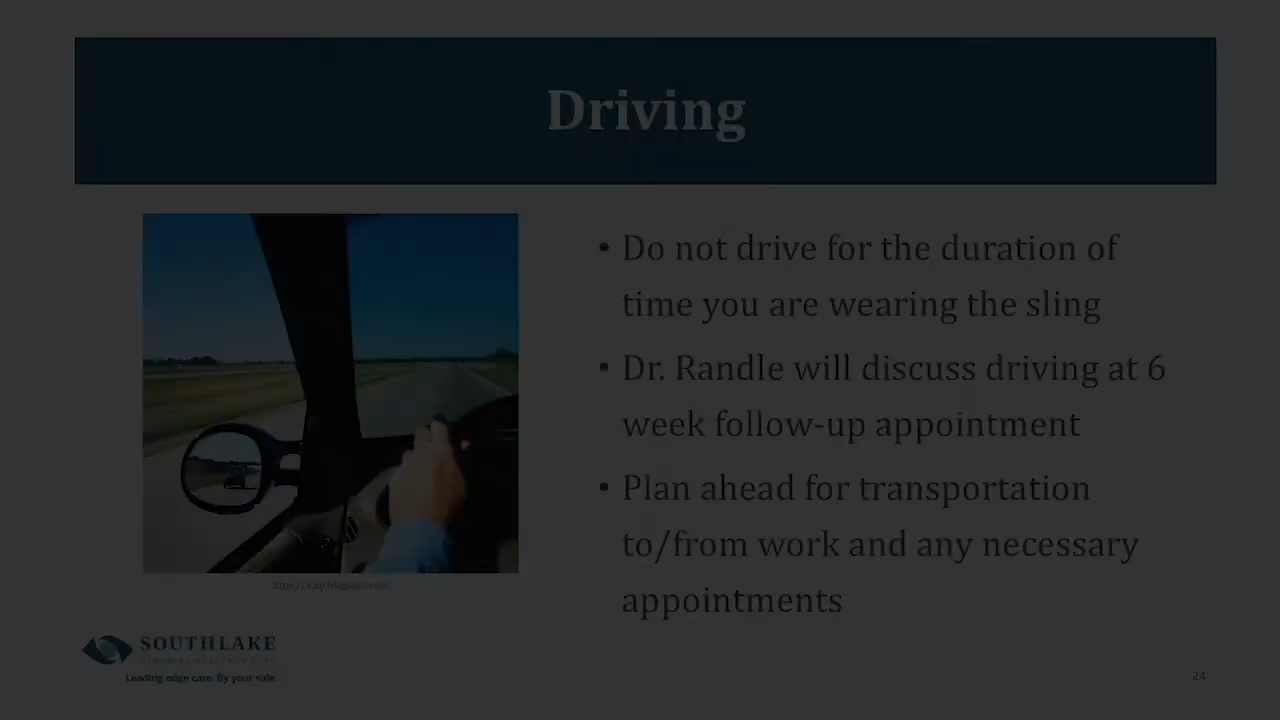 Driving
• Do not drive for the duration of
time you are wearing the sling
• Dr. Randle will discuss driving at 6
week follow-up appointment
• Plan ahead for transportation
to/from work and any necessary
appointments
SOUTHLAKE
Leading edge care. By your side.
24